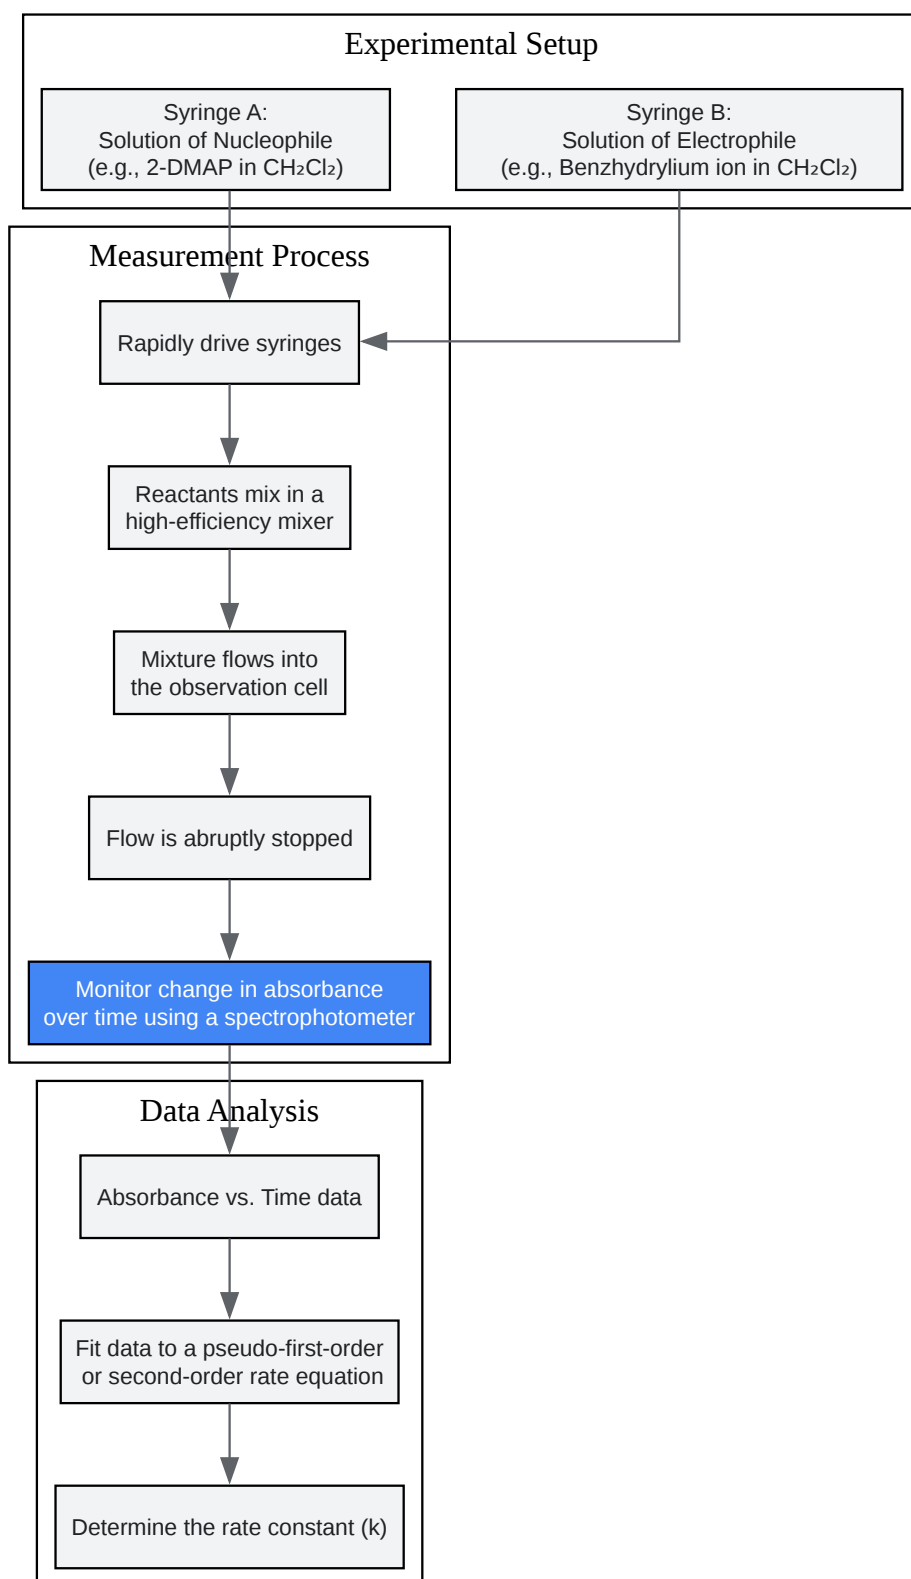 Experimental Setup
Syringe A:
Solution of Nucleophile
(e.g., 2-DMAP in CH₂Cl₂)
Syringe B:
Solution of Electrophile
(e.g., Benzhydrylium ion in CH₂Cl₂)
Measurement Process
Rapidly drive syringes
Reactants mix in a
high-efficiency mixer
Mixture flows into
the observation cell
Flow is abruptly stopped
Monitor change in absorbance
over time using a spectrophotometer
Data Analysis
Absorbance vs. Time data
Fit data to a pseudo-first-order
or second-order rate equation
Determine the rate constant (k)